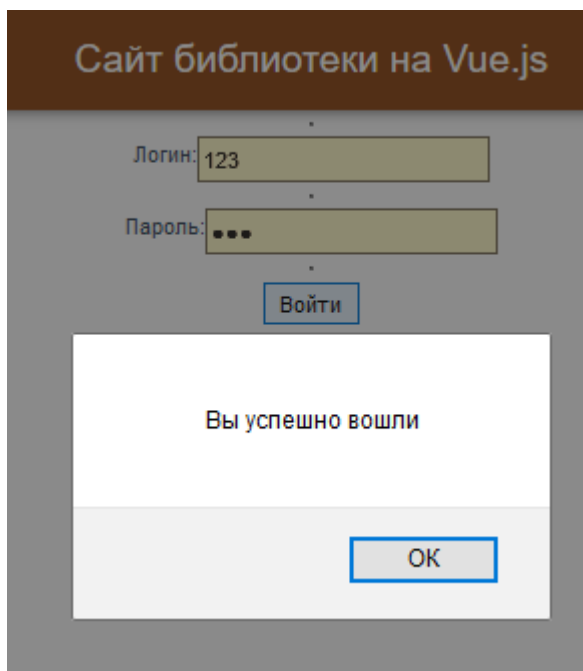 Сайт библиотеки на Vue.js
Логин: 123
Пароль: •••
Войти
Вы успешно вошли
ОК